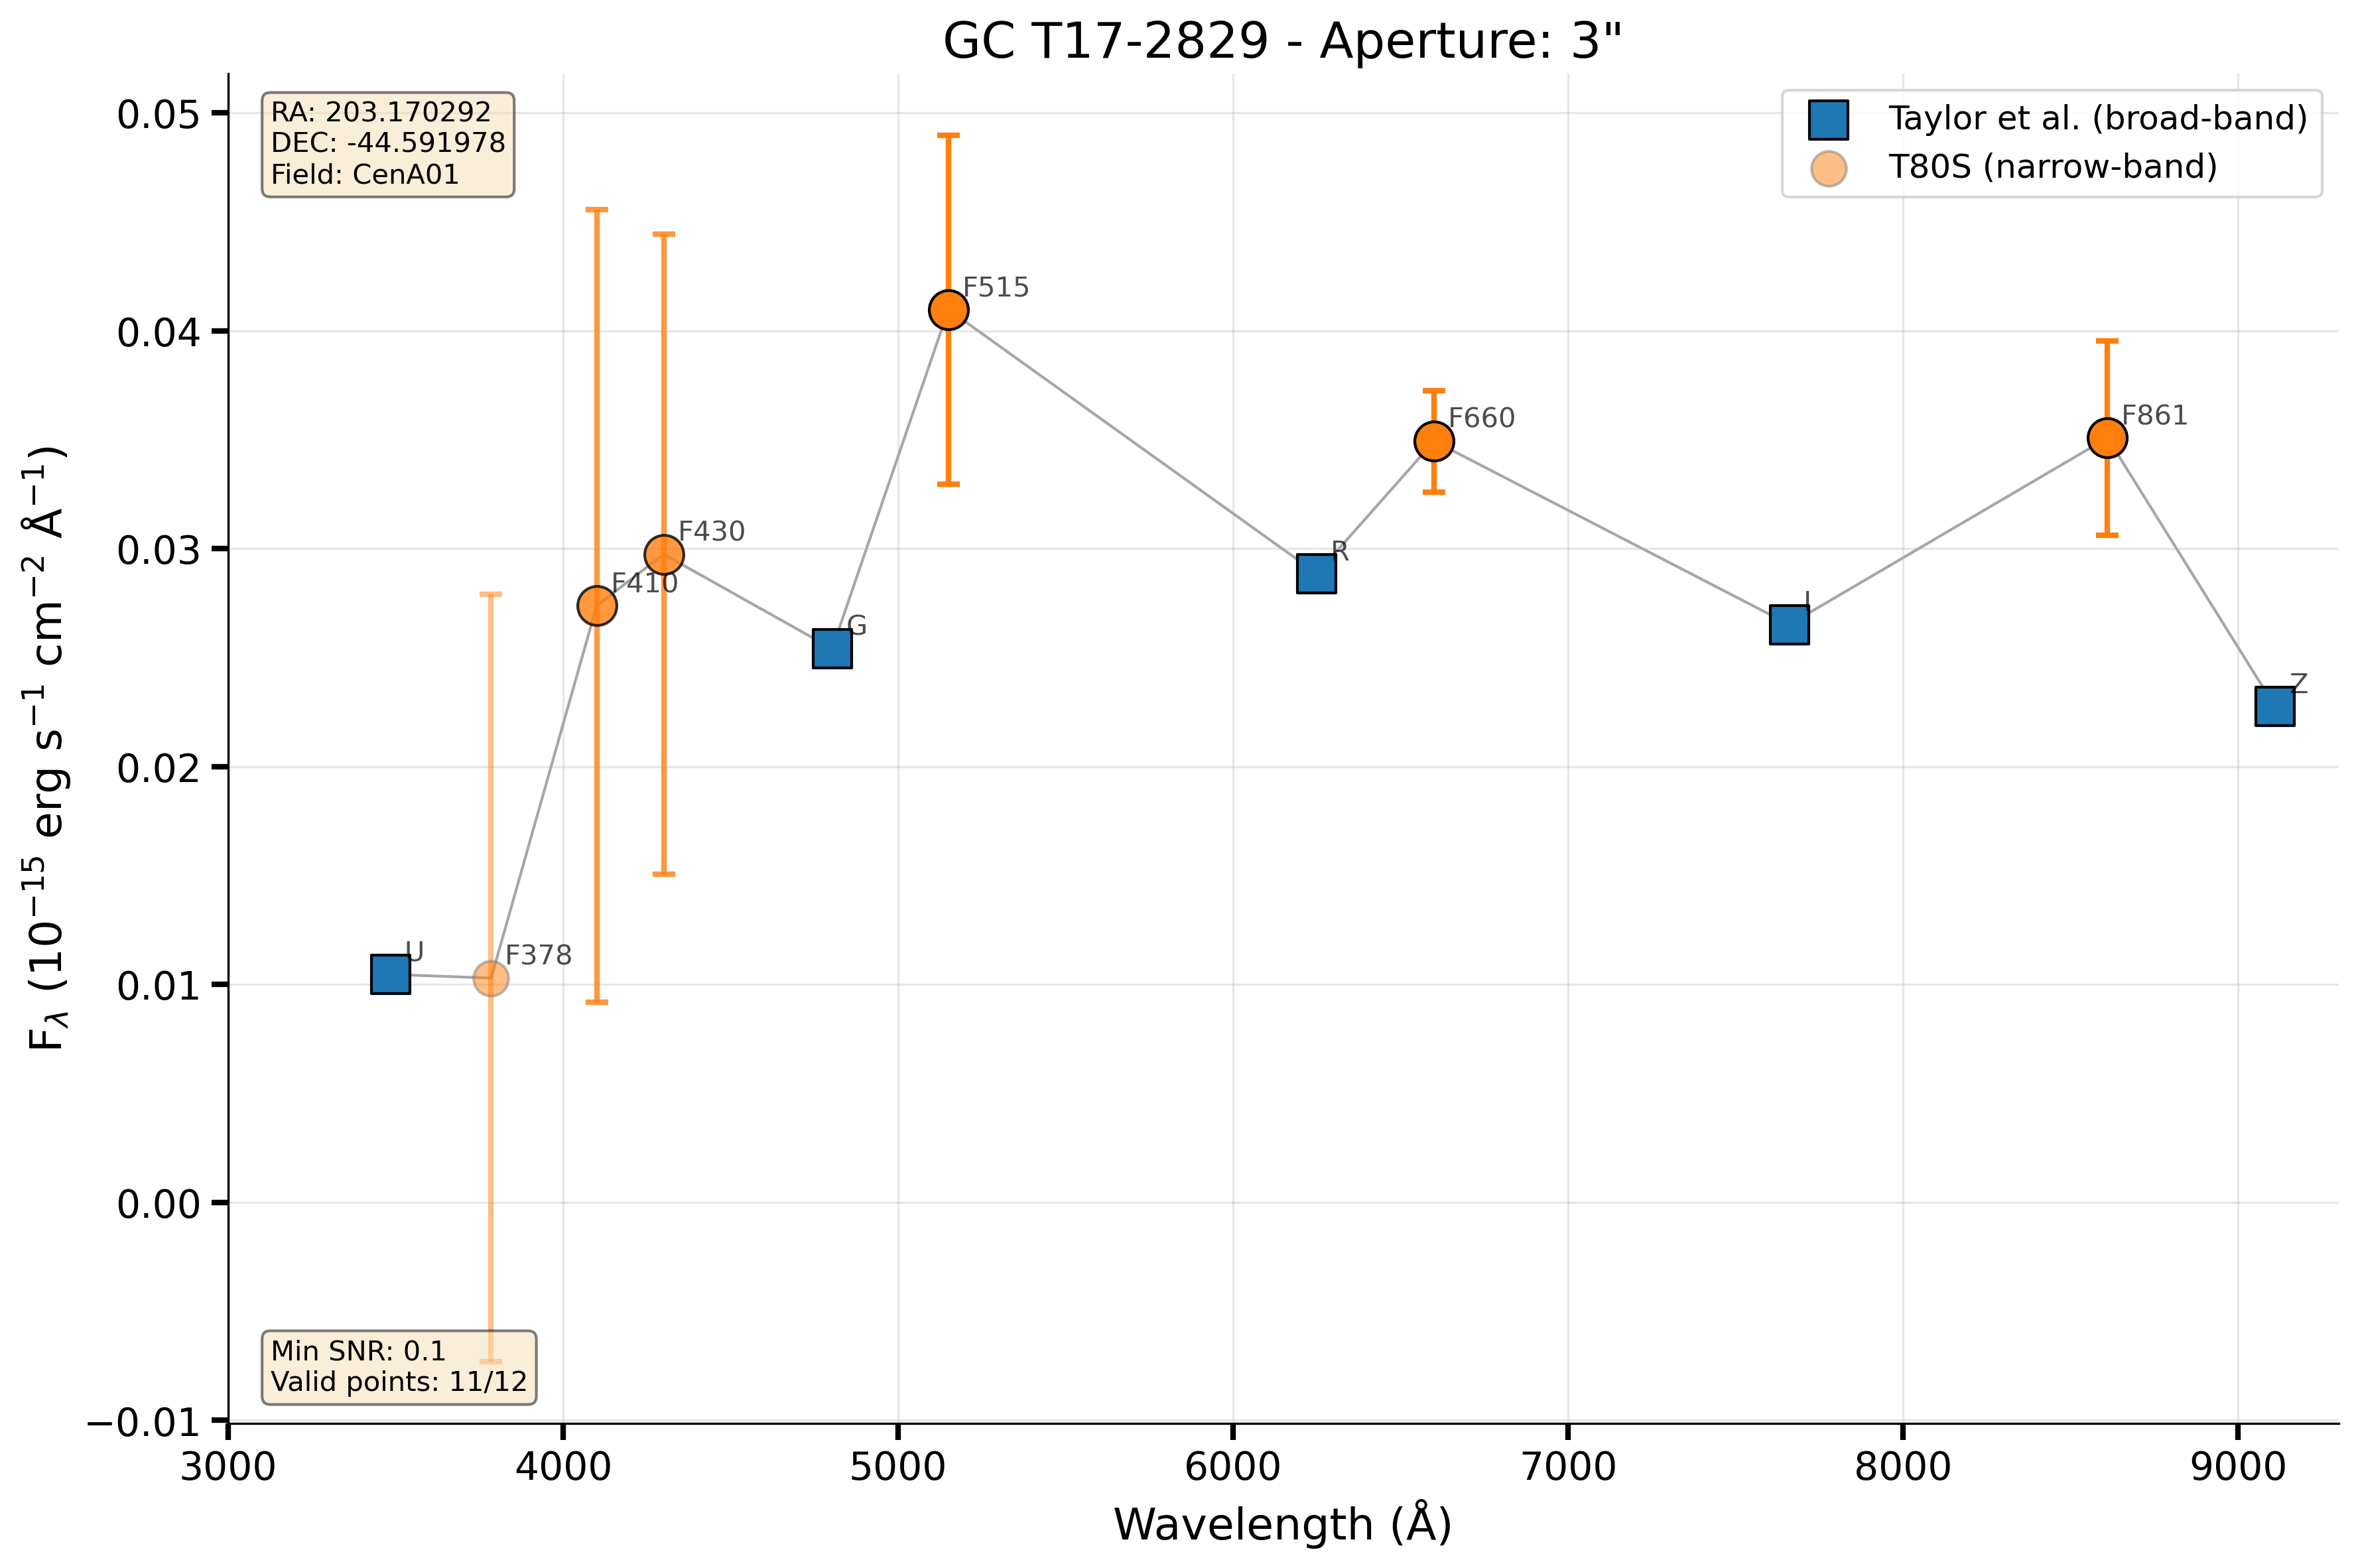 GC T17-2829 - Aperture: 3"
RA: 203.170292
DEC: -44.591978
Field: CenA01
Taylor et al. (broad-band)
T80S (narrow-band)
F515
F660
F861
F430
F410
R
G
I
Z
U
F378
Min SNR: 0.1
Valid points: 11/12
0.05
0.04
0.03
0.02
0.01
0.00
−0.01
3000 4000 5000 6000 7000 8000 9000
Wavelength (Å)
Fλ (10⁻¹⁵ erg s⁻¹ cm⁻² Å⁻¹)